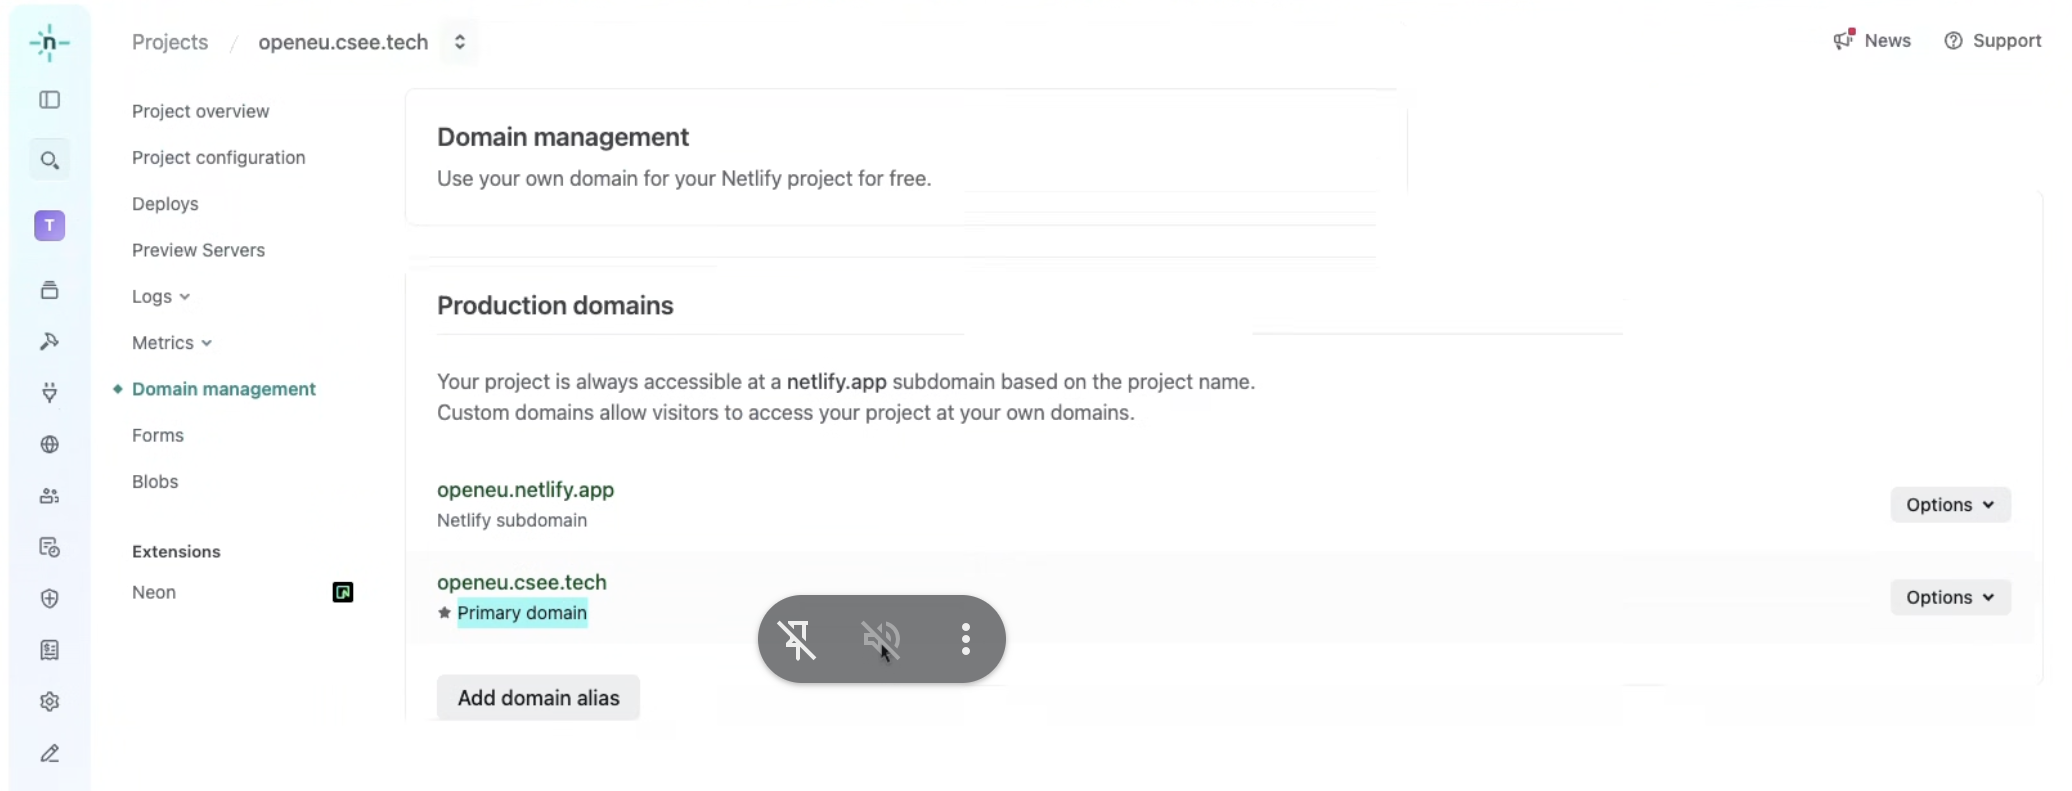 Projects / openeu.csee.tech
News
Support
Project overview
Project configuration
Deploys
Preview Servers
Logs
Metrics
Domain management
Forms
Blobs
Extensions
Neon
T
Domain management
Use your own domain for your Netlify project for free.
Production domains
Your project is always accessible at a netlify.app subdomain based on the project name.
Custom domains allow visitors to access your project at your own domains.
openeu.netlify.app
Netlify subdomain
Options
openeu.csee.tech
Primary domain
Options
Add domain alias